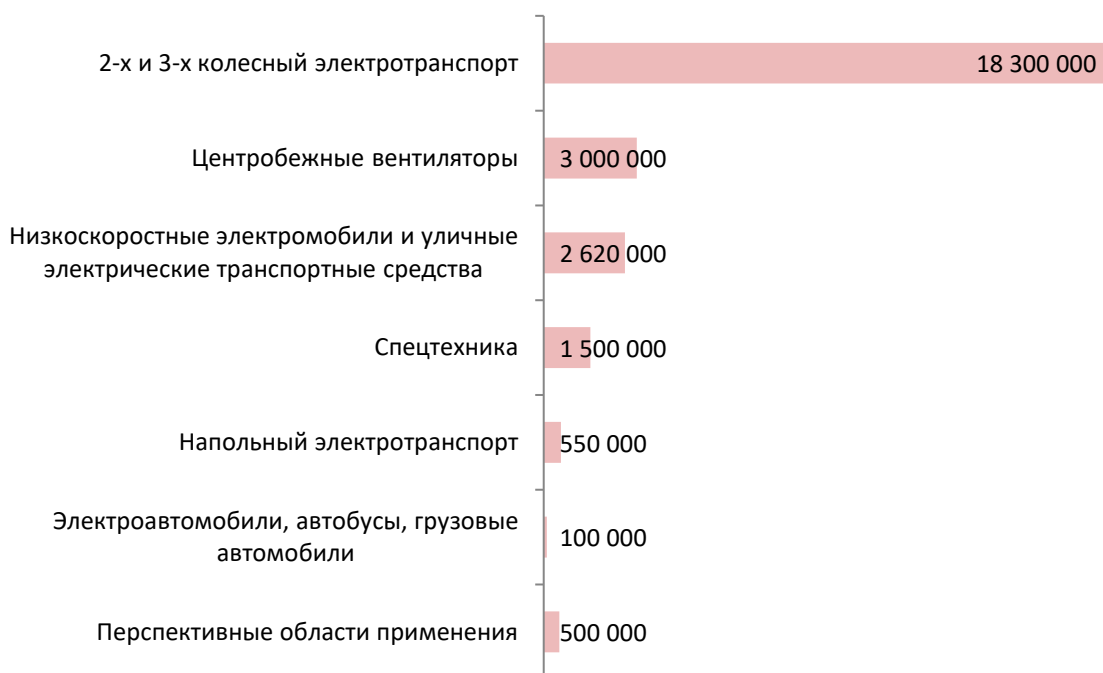 2-х и 3-х колесный электротранспорт
18 300 000
Центробежные вентиляторы
3 000 000
Низкоскоростные электромобили и уличные
электрические транспортные средства
2 620 000
Спецтехника
1 500 000
Напольный электротранспорт
550 000
Электроавтомобили, автобусы, грузовые
автомобили
100 000
Перспективные области применения
500 000